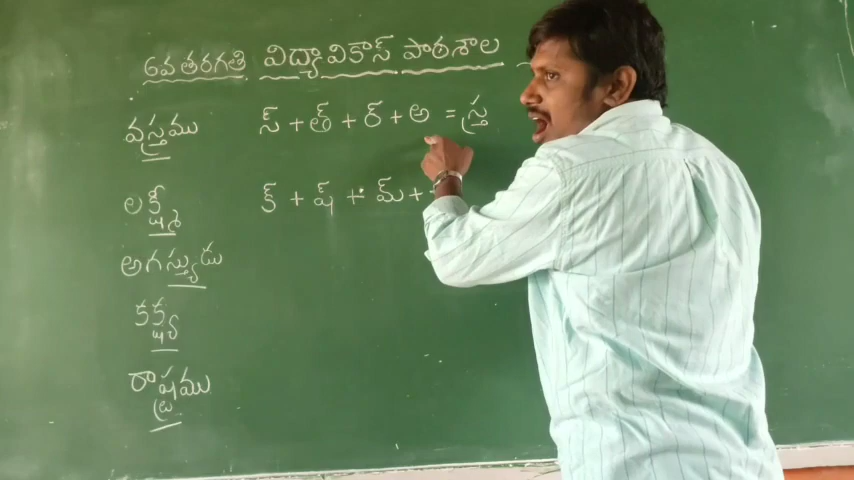 6వ తరగతి విద్యావికాస్ పాఠశాల
వస్త్రము స్ + త్ + ర్ + అ = స్త్ర
లక్ష్మీ క్ + ష్ + మ్ +
అగస్త్యుడు
కక్ష్య
రాష్ట్రము